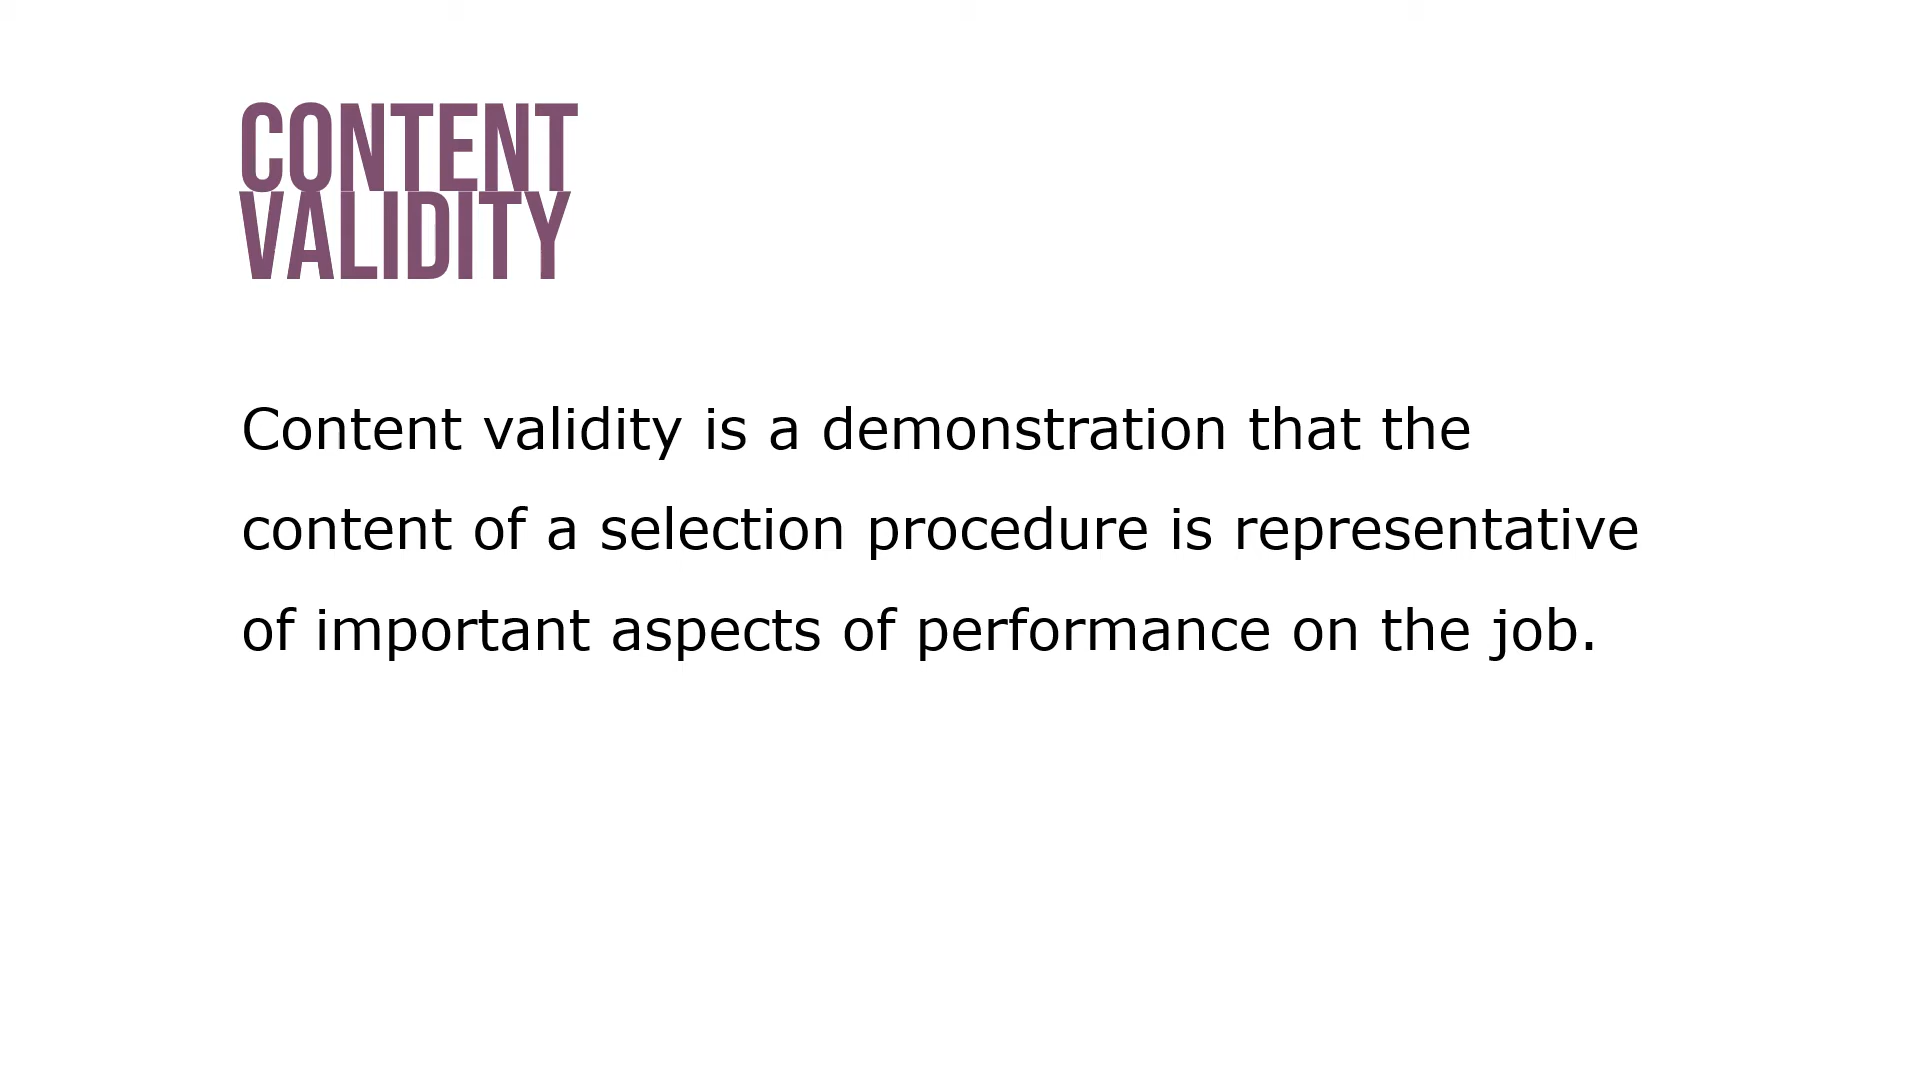 CONTENT
VALIDITY
Content validity is a demonstration that the
content of a selection procedure is representative
of important aspects of performance on the job.